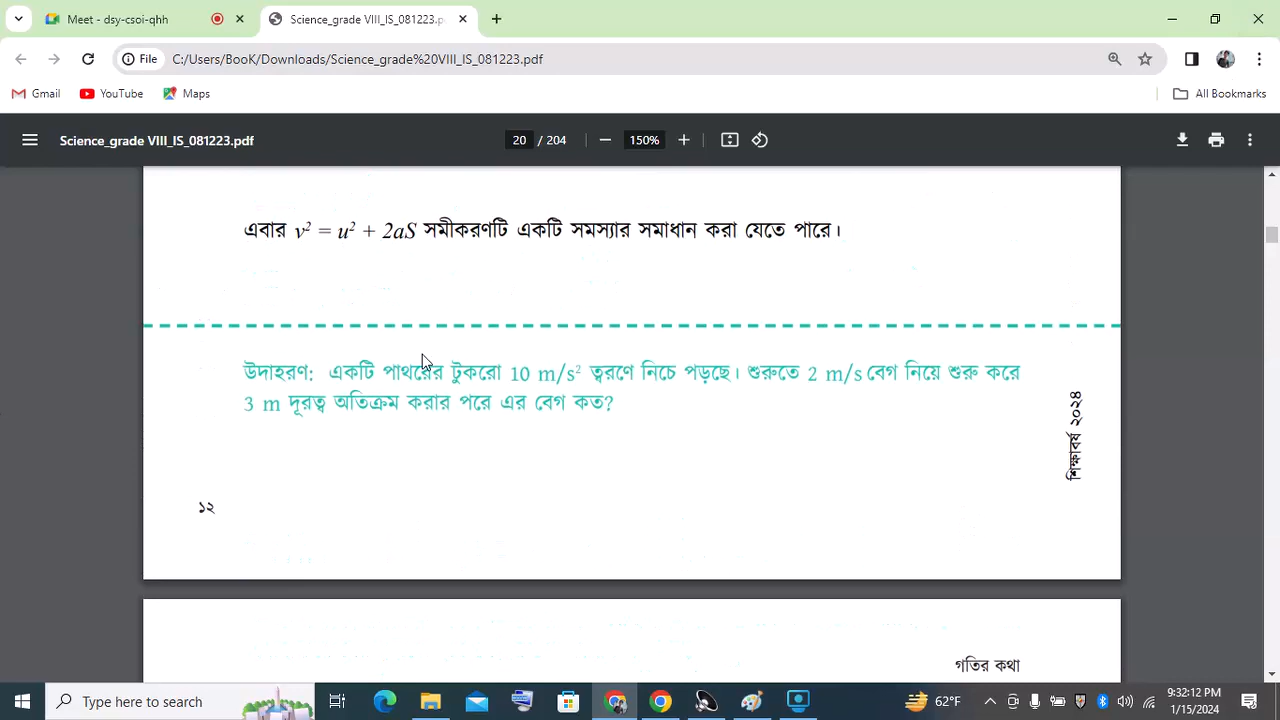 Meet - dsy-csoi-qhh
Science_grade VIII_IS_081223.p
File
C:/Users/BooK/Downloads/Science_grade%20VIII_IS_081223.pdf
Gmail
YouTube
Maps
All Bookmarks
Science_grade VIII_IS_081223.pdf
20 / 204
150%
এবার v² = u² + 2aS সমীকরণটি একটি সমস্যার সমাধান করা যেতে পারে।
উদাহরণ: একটি পাথরের টুকরো 10 m/s² ত্বরণে নিচে পড়ছে। শুরুতে 2 m/s বেগ নিয়ে শুরু করে
3 m দূরত্ব অতিক্রম করার পরে এর বেগ কত?
শিক্ষাবর্ষ ২০২৪
১২
গতির কথা
Type here to search
62°F
9:32:12 PM
1/15/2024